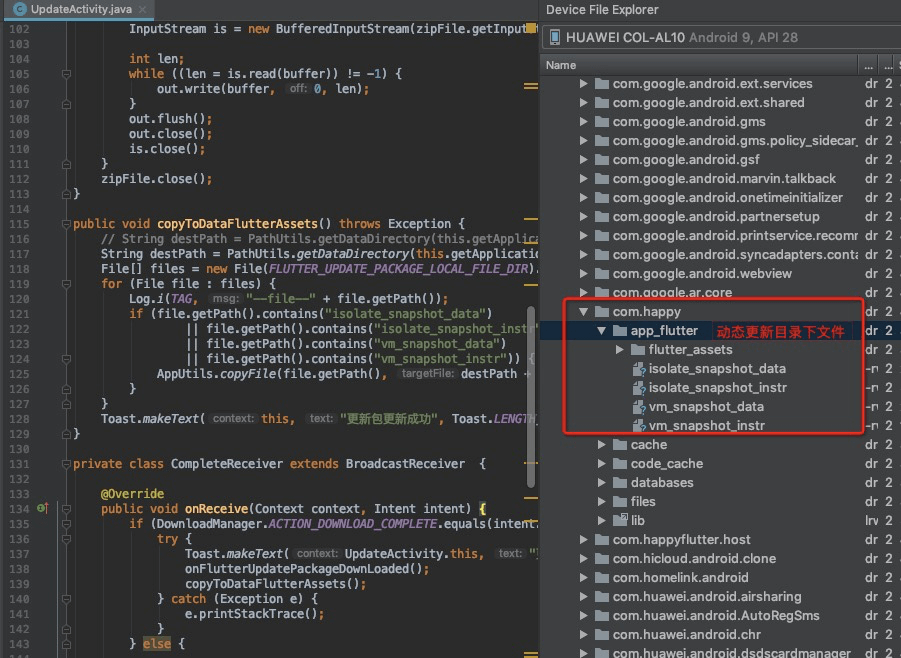 UpdateActivity.java
102 InputStream is = new BufferedInputStream(zipFile.getInput
103
104 int len;
105 while ((len = is.read(buffer)) != -1) {
106 out.write(buffer, off: 0, len);
107 }
108 out.flush();
109 out.close();
110 is.close();
111 }
112 zipFile.close();
113 }
114
115 public void copyToDataFlutterAssets() throws Exception {
116 // String destPath = PathUtils.getDataDirectory(this.getApplic
117 String destPath = PathUtils.getDataDirectory(this.getApplicatio
118 File[] files = new File(FLUTTER_UPDATE_PACKAGE_LOCAL_FILE_DIR).
119 for (File file : files) {
120 Log.i(TAG, msg: "--file--" + file.getPath());
121 if (file.getPath().contains("isolate_snapshot_data")
122 || file.getPath().contains("isolate_snapshot_instr"
123 || file.getPath().contains("vm_snapshot_data")
124 || file.getPath().contains("vm_snapshot_instr")) {
125 AppUtils.copyFile(file.getPath(), targetFile: destPath +
126 }
127 }
128 Toast.makeText( context: this, text: "更新包更新成功", Toast.LENGTH
129 }
130
131 private class CompleteReceiver extends BroadcastReceiver {
132
133 @Override
134 public void onReceive(Context context, Intent intent) {
135 if (DownloadManager.ACTION_DOWNLOAD_COMPLETE.equals(intent.
136 try {
137 Toast.makeText( context: UpdateActivity.this, text: "
138 onFlutterUpdatePackageDownLoaded();
139 copyToDataFlutterAssets();
140 } catch (Exception e) {
141 e.printStackTrace();
142 }
143 } else {
Device File Explorer
HUAWEI COL-AL10 Android 9, API 28
Name ... ... S
com.google.android.ext.services dr 2
com.google.android.ext.shared dr 2
com.google.android.gms dr 2
com.google.android.gms.policy_sidecar_ dr 2
com.google.android.gsf dr 2
com.google.android.marvin.talkback dr 2
com.google.android.onetimeinitializer dr 2
com.google.android.partnersetup dr 2
com.google.android.printservice.recomm dr 2
com.google.android.syncadapters.conta dr 2
com.google.android.webview dr 2
com.google.ar.core dr 2
com.happy dr 2
app_flutter 动态更新目录下文件 dr 2
flutter_assets dr 2
isolate_snapshot_data -rv 2
isolate_snapshot_instr -rv 2
vm_snapshot_data -rv 2
vm_snapshot_instr -rv 2
cache dr 2
code_cache dr 2
databases dr 2
files dr 2
lib lrv 2
com.happyflutter.host dr 2
com.hicloud.android.clone dr 2
com.homelink.android dr 2
com.huawei.android.airsharing dr 2
com.huawei.android.AutoRegSms dr 2
com.huawei.android.chr dr 2
com.huawei.android.dsdscardmanager dr 2